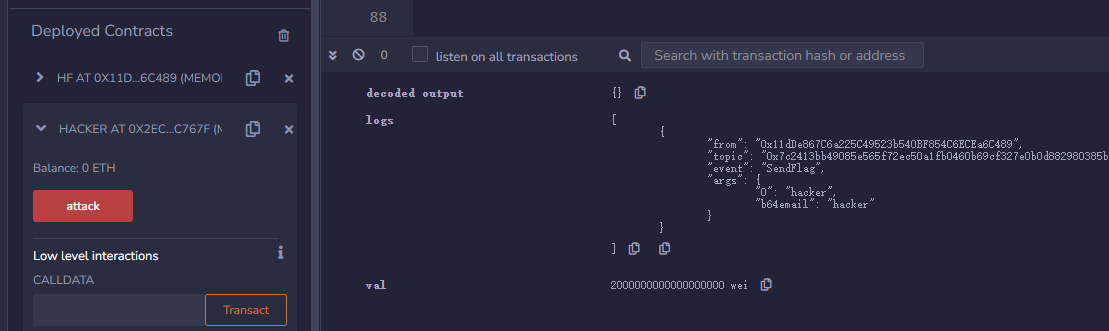 Deployed Contracts
HF AT 0X11D...6C489 (MEMOI
HACKER AT 0X2EC...C767F (M
Balance: 0 ETH
attack
Low level interactions
CALLDATA
Transact
88
0
listen on all transactions
Search with transaction hash or address
decoded output
{}
logs
[
{
"from": "0x11dDe867C6a225C49523b540BF854C6ECEa6C489",
"topic": "0x7c2413bb49085e565f72ec50a1fb0460b69cf327e0b0d882980385b
"event": "SendFlag",
"args": {
"0": "hacker",
"b64email": "hacker"
}
}
]
val
2000000000000000000 wei